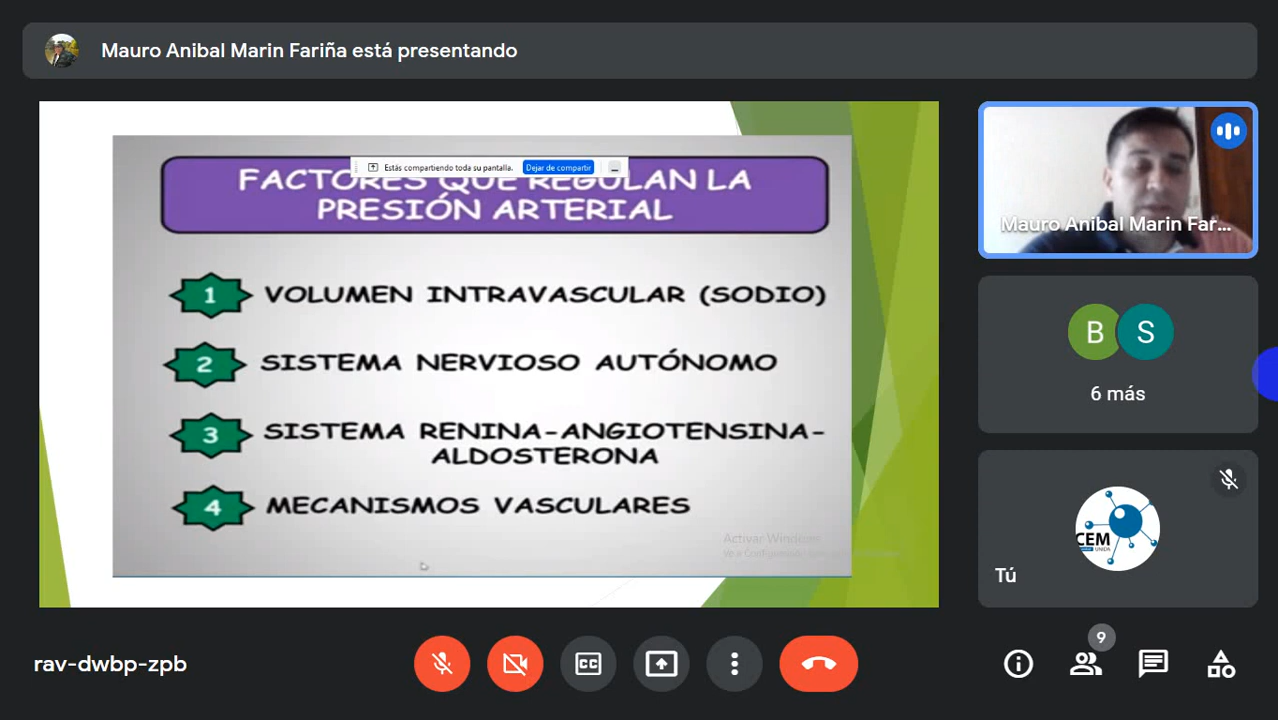 Mauro Anibal Marin Fariña está presentando
Estás compartiendo toda su pantalla. Dejar de compartir
FACTORES QUE REGULAN LA
PRESIÓN ARTERIAL
1 VOLUMEN INTRAVASCULAR (SODIO)
2 SISTEMA NERVIOSO AUTÓNOMO
3 SISTEMA RENINA-ANGIOTENSINA-
ALDOSTERONA
4 MECANISMOS VASCULARES
Activar Windows
Mauro Anibal Marin Far...
B S
6 más
CEM
Tú
rav-dwbp-zpb
CC
9